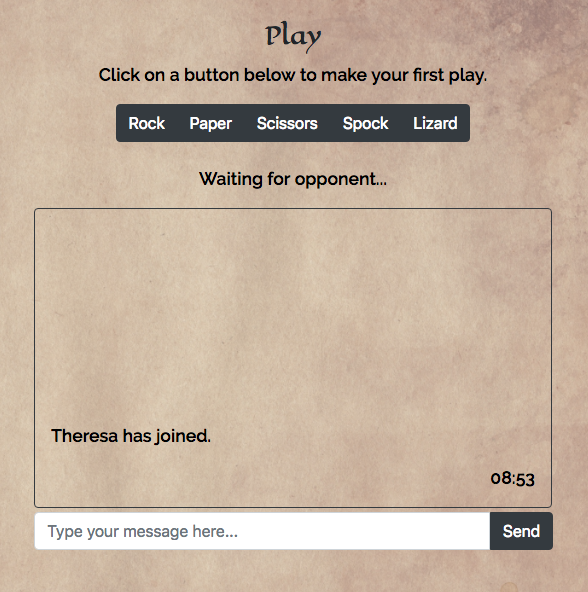 Play
Click on a button below to make your first play.
Rock Paper Scissors Spock Lizard
Waiting for opponent...
Theresa has joined.
08:53
Type your message here... Send